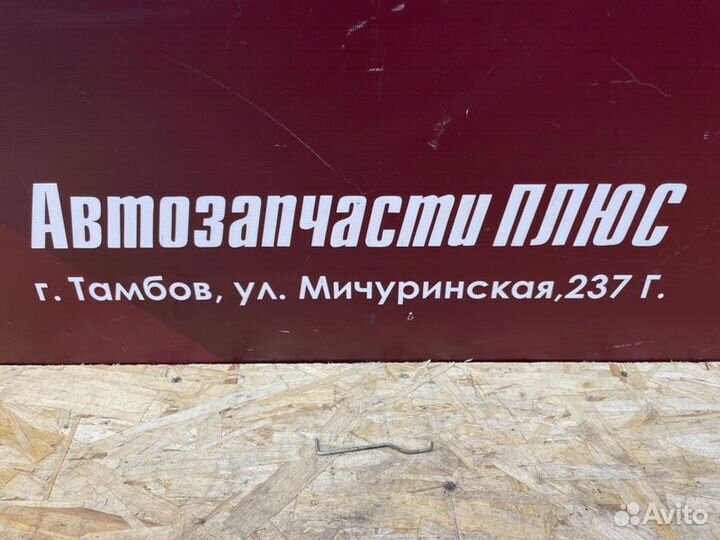 Автозапчасти ПЛЮС
г. Тамбов, ул. Мичуринская,237 Г.
Avito